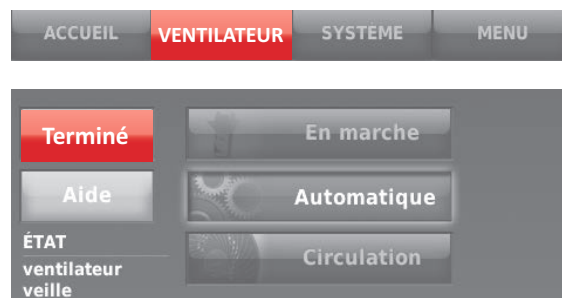 ACCUEIL VENTILATEUR SYSTÈME MENU
Terminé
En marche
Aide
Automatique
ÉTAT
ventilateur
veille
Circulation